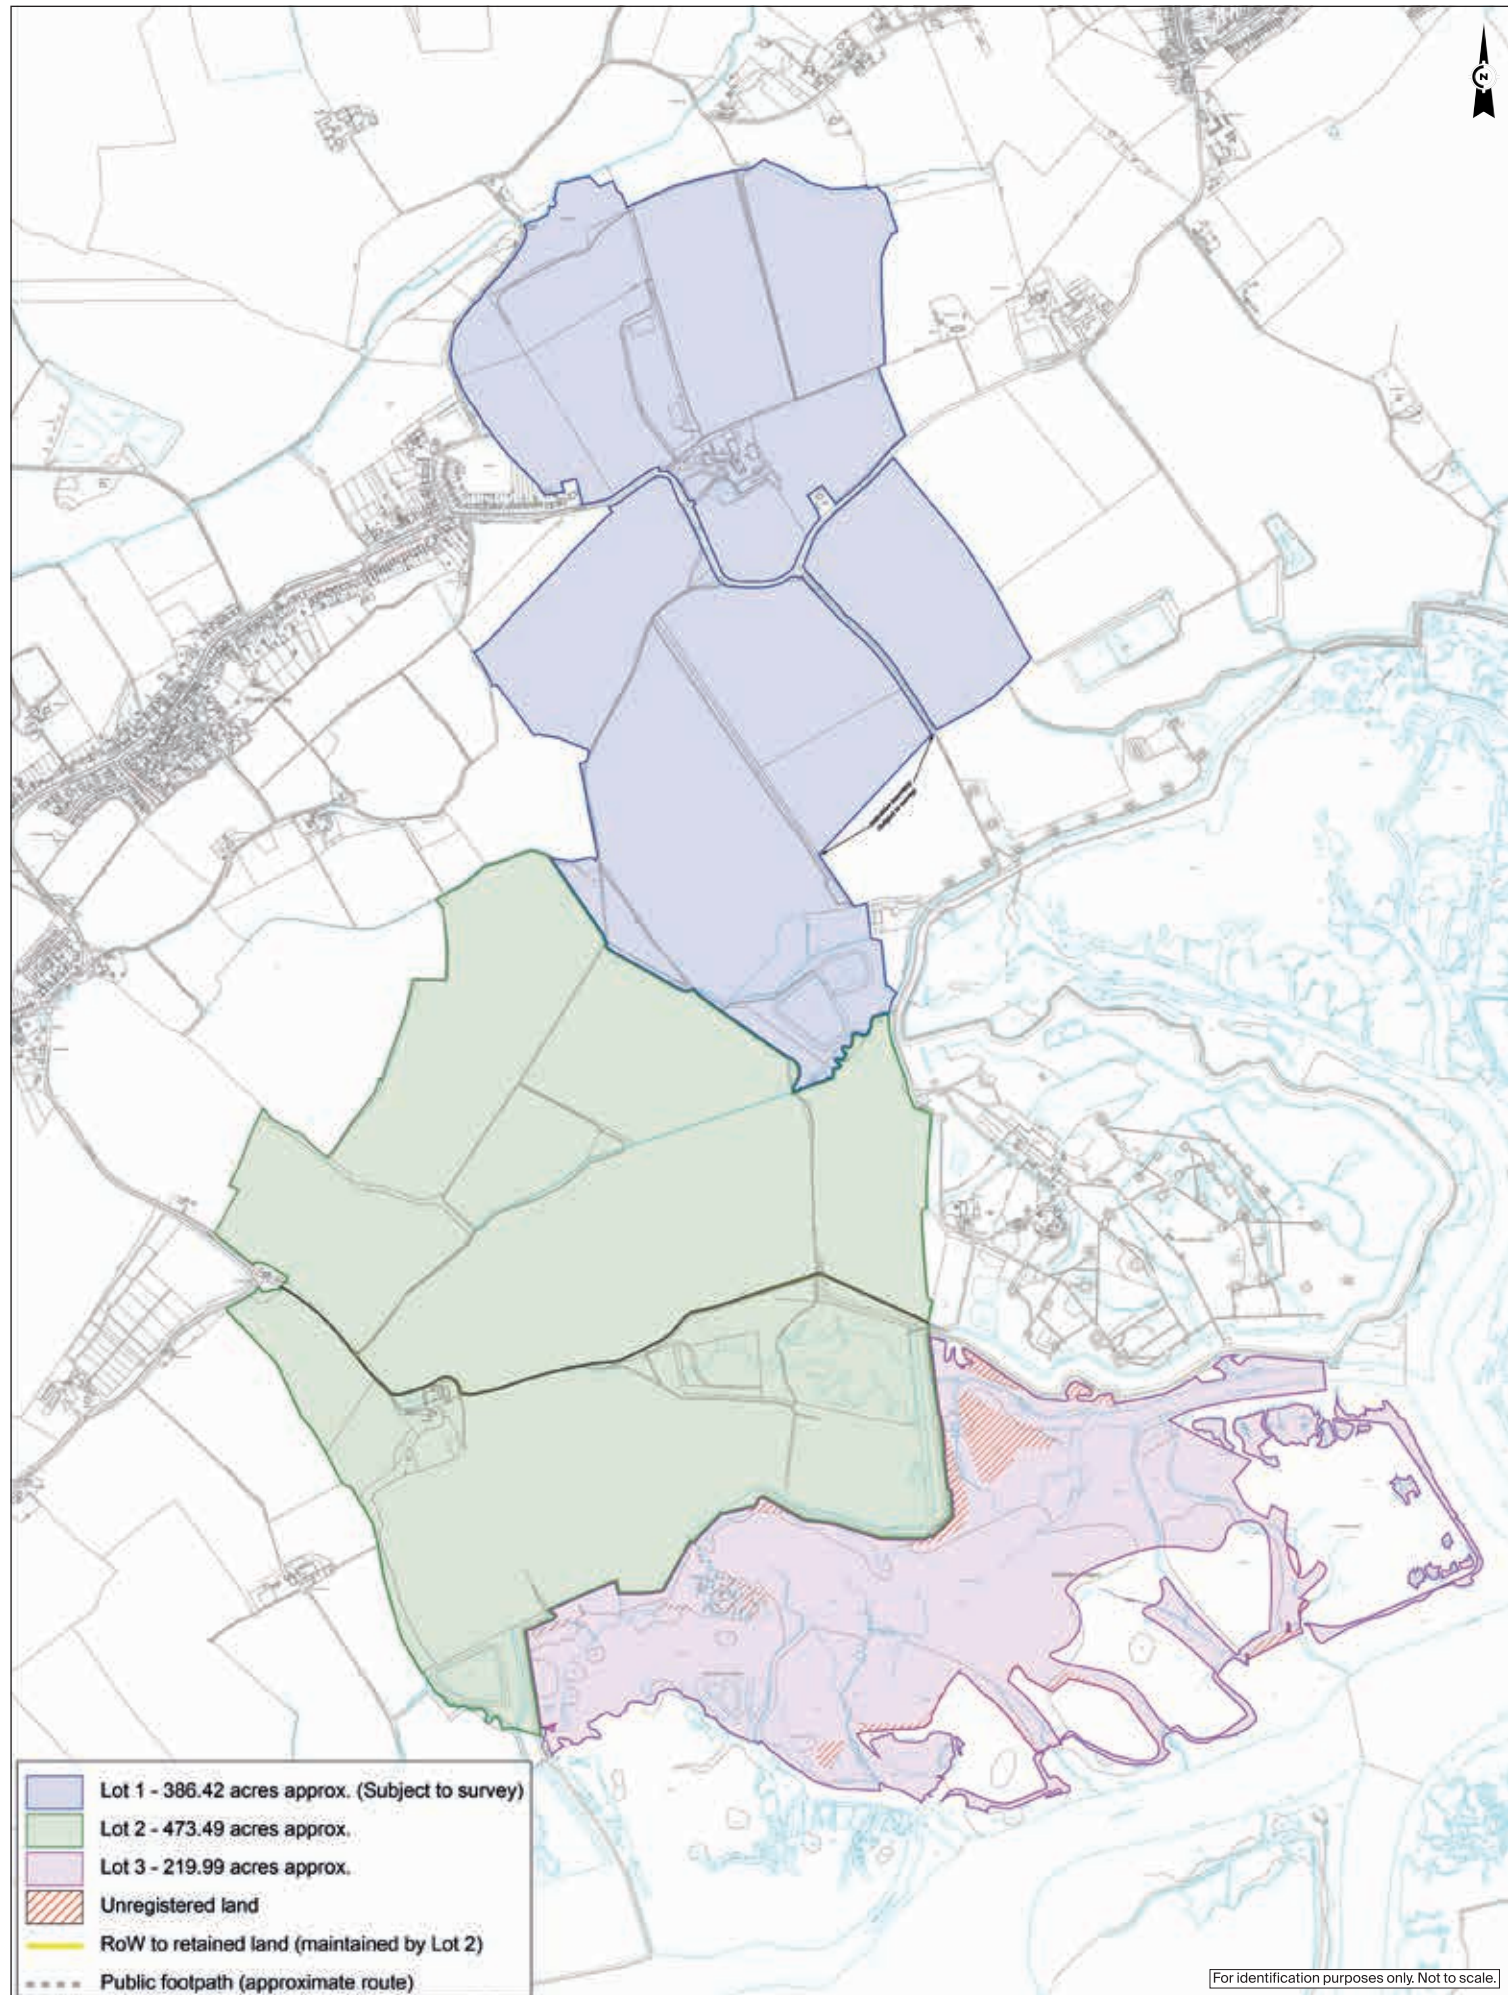 N
Lot 1 - 386.42 acres approx. (Subject to survey)
Lot 2 - 473.49 acres approx.
Lot 3 - 219.99 acres approx.
Unregistered land
RoW to retained land (maintained by Lot 2)
Public footpath (approximate route)
For identification purposes only. Not to scale.